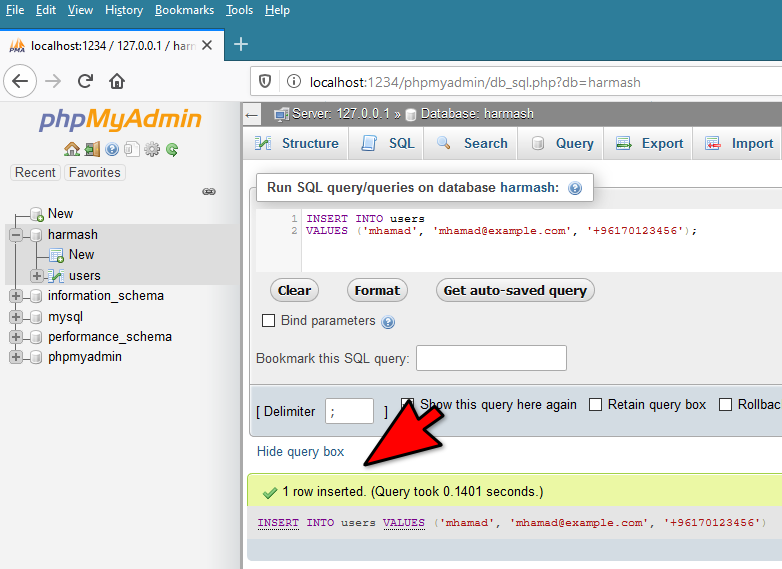 File Edit View History Bookmarks Tools Help
PMA localhost:1234 / 127.0.0.1 / harm
localhost:1234/phpmyadmin/db_sql.php?db=harmash
phpMyAdmin
Recent Favorites
New
harmash
New
users
information_schema
mysql
performance_schema
phpmyadmin
Server: 127.0.0.1 » Database: harmash
Structure SQL Search Query Export Import
Run SQL query/queries on database harmash:
1 INSERT INTO users
2 VALUES ('mhamad', 'mhamad@example.com', '+96170123456');
Clear Format Get auto-saved query
Bind parameters
Bookmark this SQL query:
[ Delimiter ; ] Show this query here again Retain query box Rollbac
Hide query box
1 row inserted. (Query took 0.1401 seconds.)
INSERT INTO users VALUES ('mhamad', 'mhamad@example.com', '+96170123456')